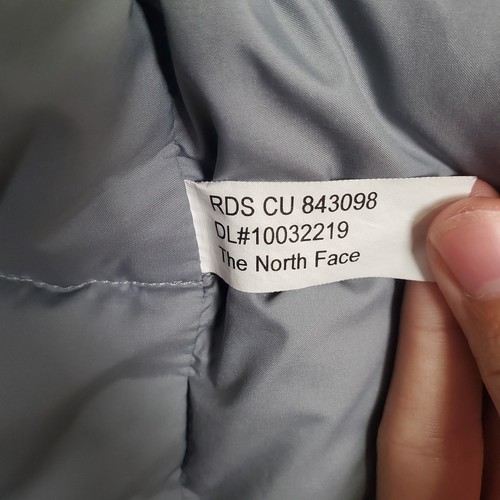 RDS CU 843098
DL#10032219
The North Face